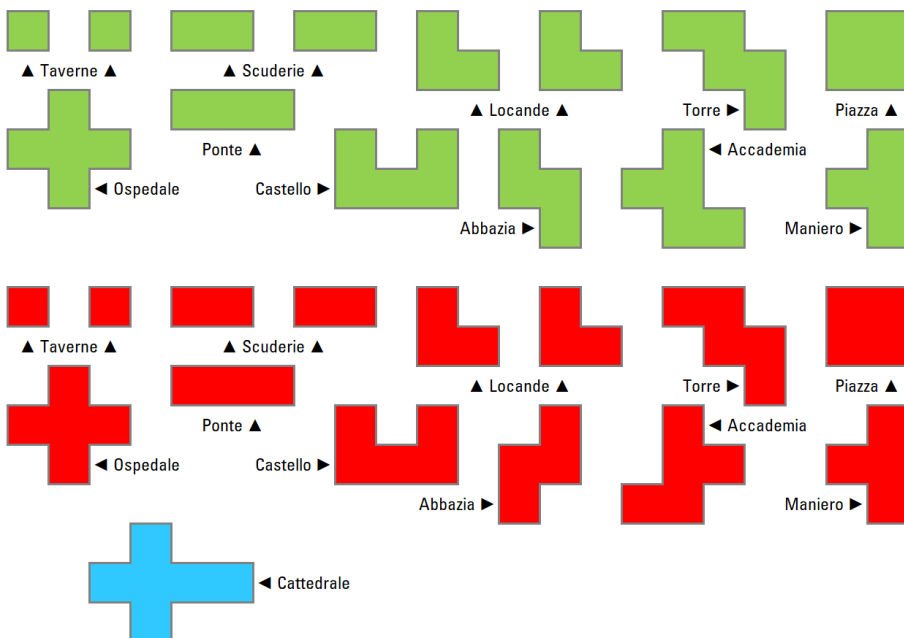 ▲ Taverne ▲
▲ Scuderie ▲
▲ Locande ▲
Torre ►
Piazza ▲
Ponte ▲
◄ Accademia
◄ Ospedale
Castello ►
Abbazia ►
Maniero ►
▲ Taverne ▲
▲ Scuderie ▲
▲ Locande ▲
Torre ►
Piazza ▲
Ponte ▲
◄ Accademia
◄ Ospedale
Castello ►
Abbazia ►
Maniero ►
◄ Cattedrale